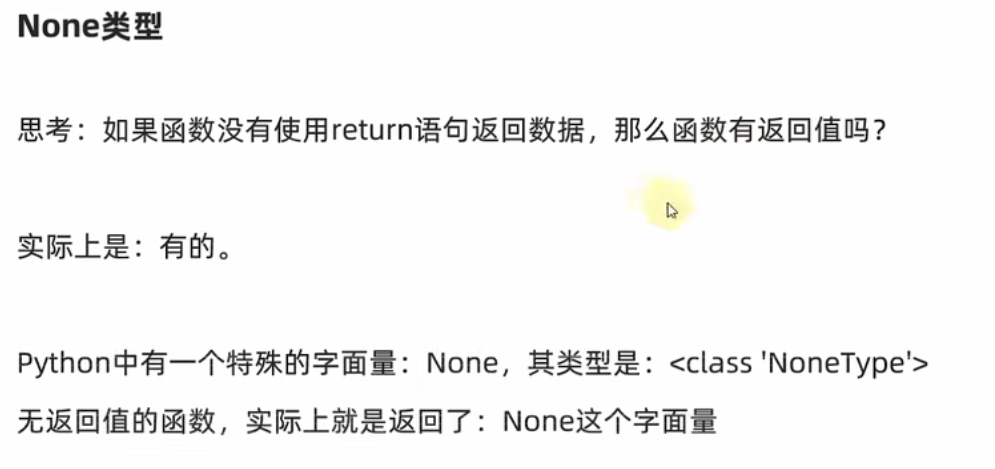 None类型
思考：如果函数没有使用return语句返回数据，那么函数有返回值吗？
实际上是：有的。
Python中有一个特殊的字面量：None，其类型是：<class 'NoneType'>
无返回值的函数，实际上就是返回了：None这个字面量